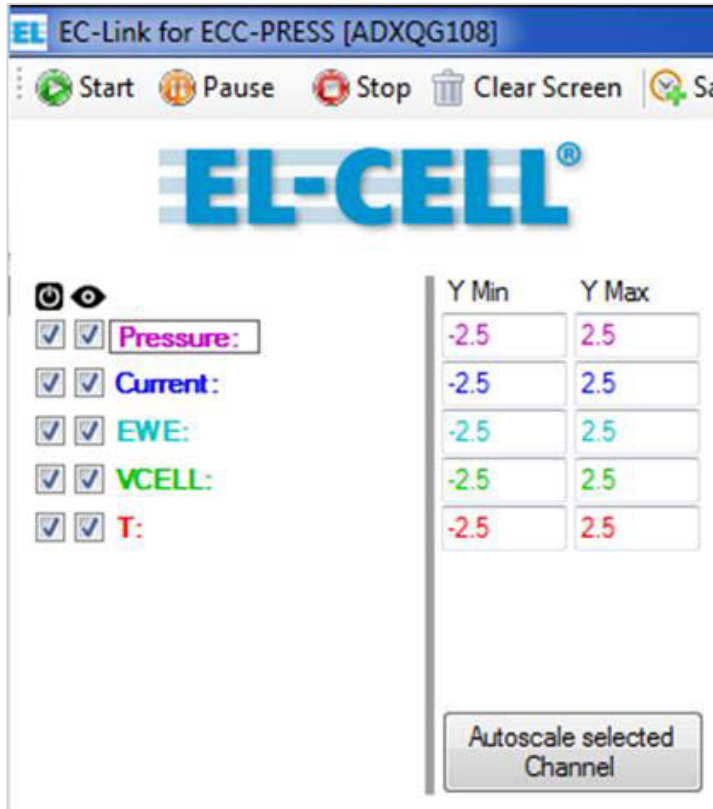 EL EC-Link for ECC-PRESS [ADXQG108]
Start Pause Stop Clear Screen
EL-CELL®
Y Min Y Max
Pressure: -2.5 2.5
Current: -2.5 2.5
EWE: -2.5 2.5
VCELL: -2.5 2.5
T: -2.5 2.5
Autoscale selected
Channel